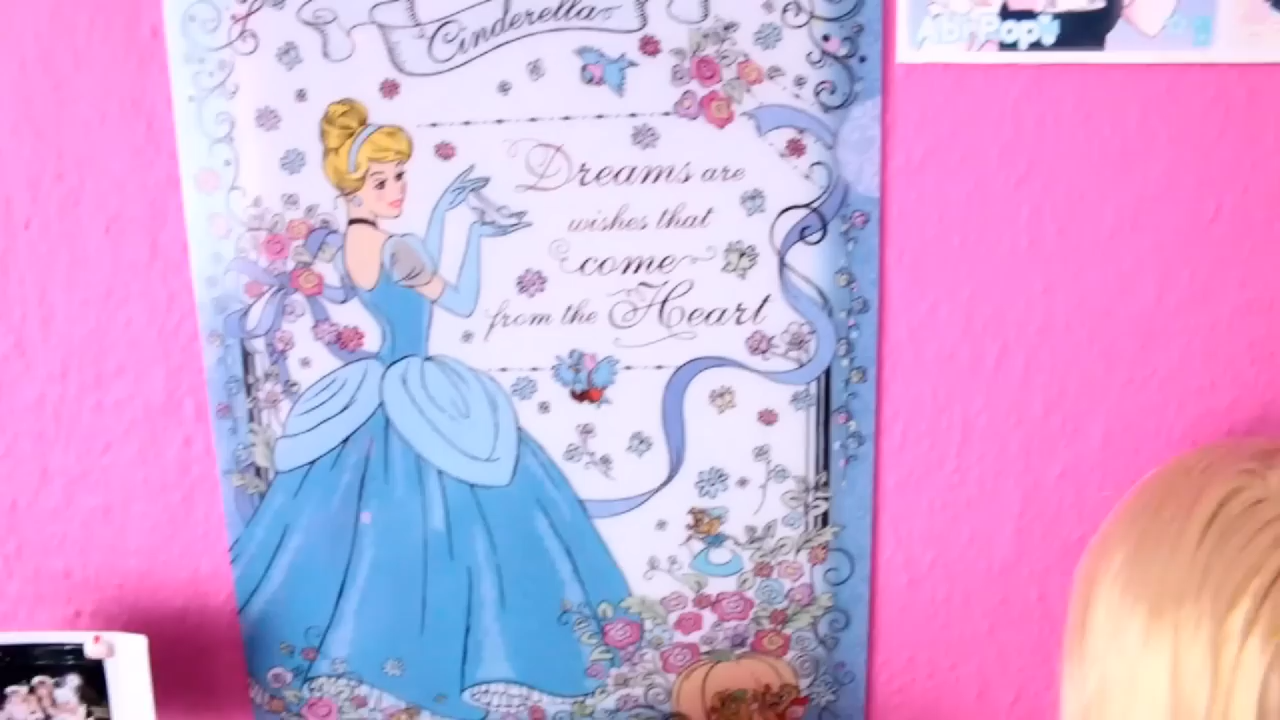 Cinderella
Dreams are
wishes that
come
from the Heart